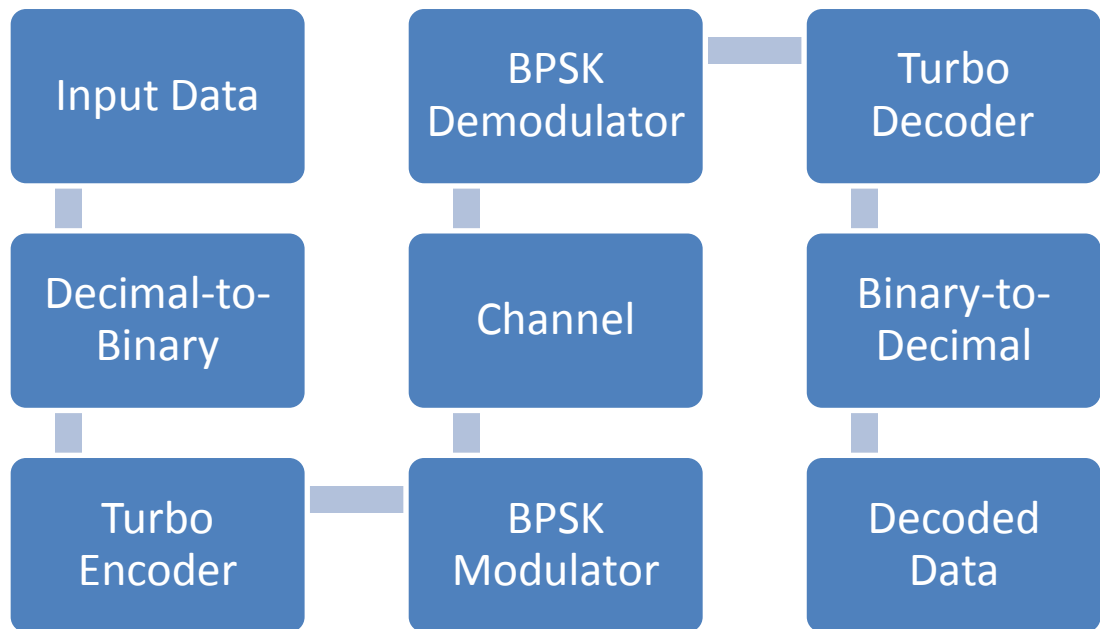 Input Data
Decimal-to-
Binary
Turbo
Encoder
BPSK
Modulator
Channel
BPSK
Demodulator
Turbo
Decoder
Binary-to-
Decimal
Decoded
Data